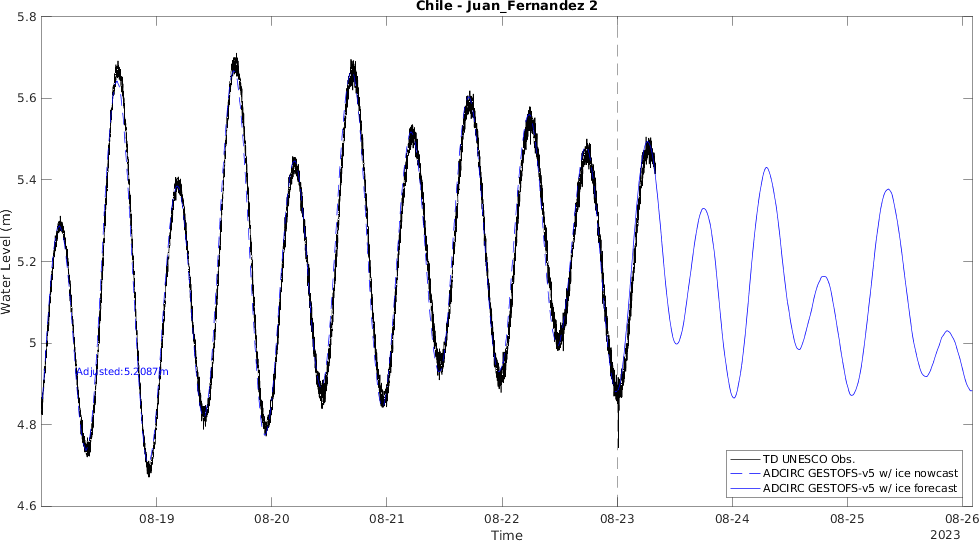 Chile - Juan_Fernandez 2
5.8
5.6
5.4
5.2
5
4.8
4.6
Water Level (m)
Adjusted:5.2087m
TD UNESCO Obs.
ADCIRC GESTOFS-v5 w/ ice nowcast
ADCIRC GESTOFS-v5 w/ ice forecast
08-19 08-20 08-21 08-22 08-23 08-24 08-25 08-26
Time
2023